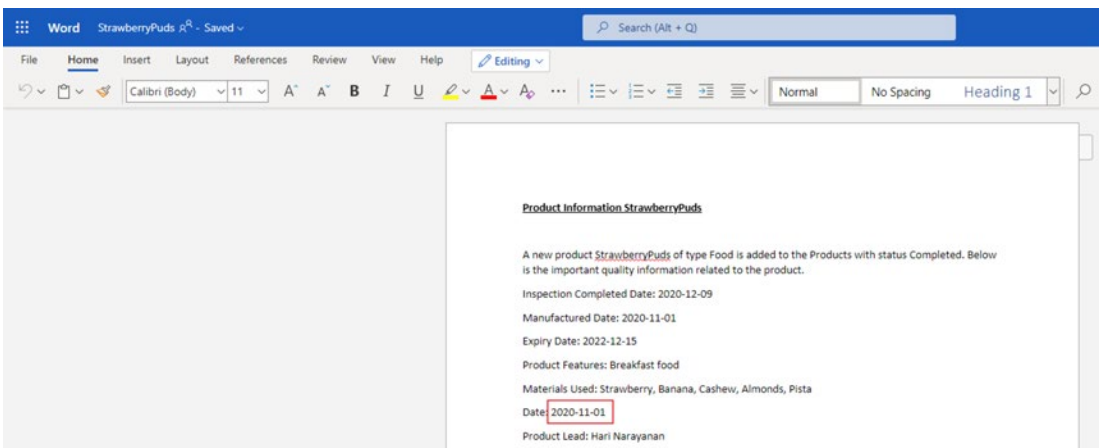 Word StrawberryPuds - Saved
Search (Alt + Q)
File Home Insert Layout References Review View Help Editing
Calibri (Body) 11 A A B I U A A ... Normal No Spacing Heading 1
Product Information StrawberryPuds
A new product StrawberryPuds of type Food is added to the Products with status Completed. Below
is the important quality information related to the product.
Inspection Completed Date: 2020-12-09
Manufactured Date: 2020-11-01
Expiry Date: 2022-12-15
Product Features: Breakfast food
Materials Used: Strawberry, Banana, Cashew, Almonds, Pista
Date: 2020-11-01
Product Lead: Hari Narayanan